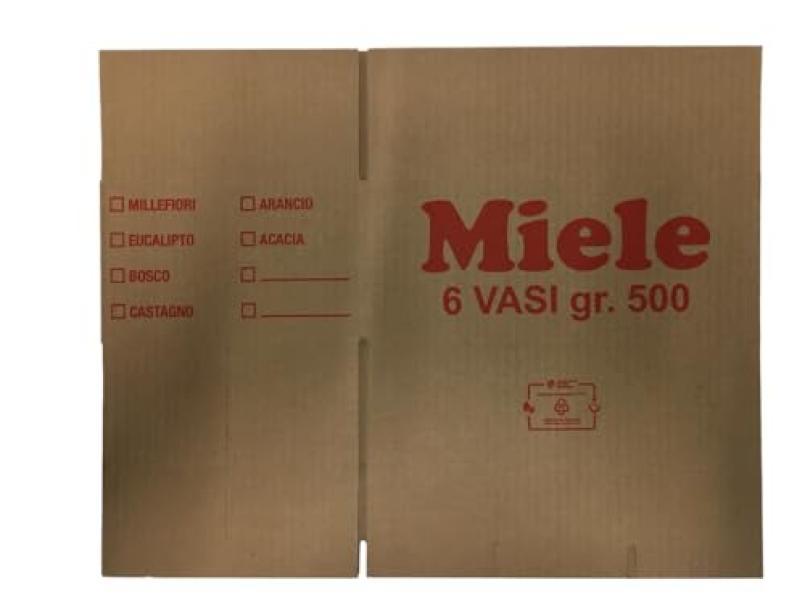 MILLEFIORI
EUCALIPTO
BOSCO
CASTAGNO
ARANCIO
ACACIA
Miele
6 VASI gr. 500